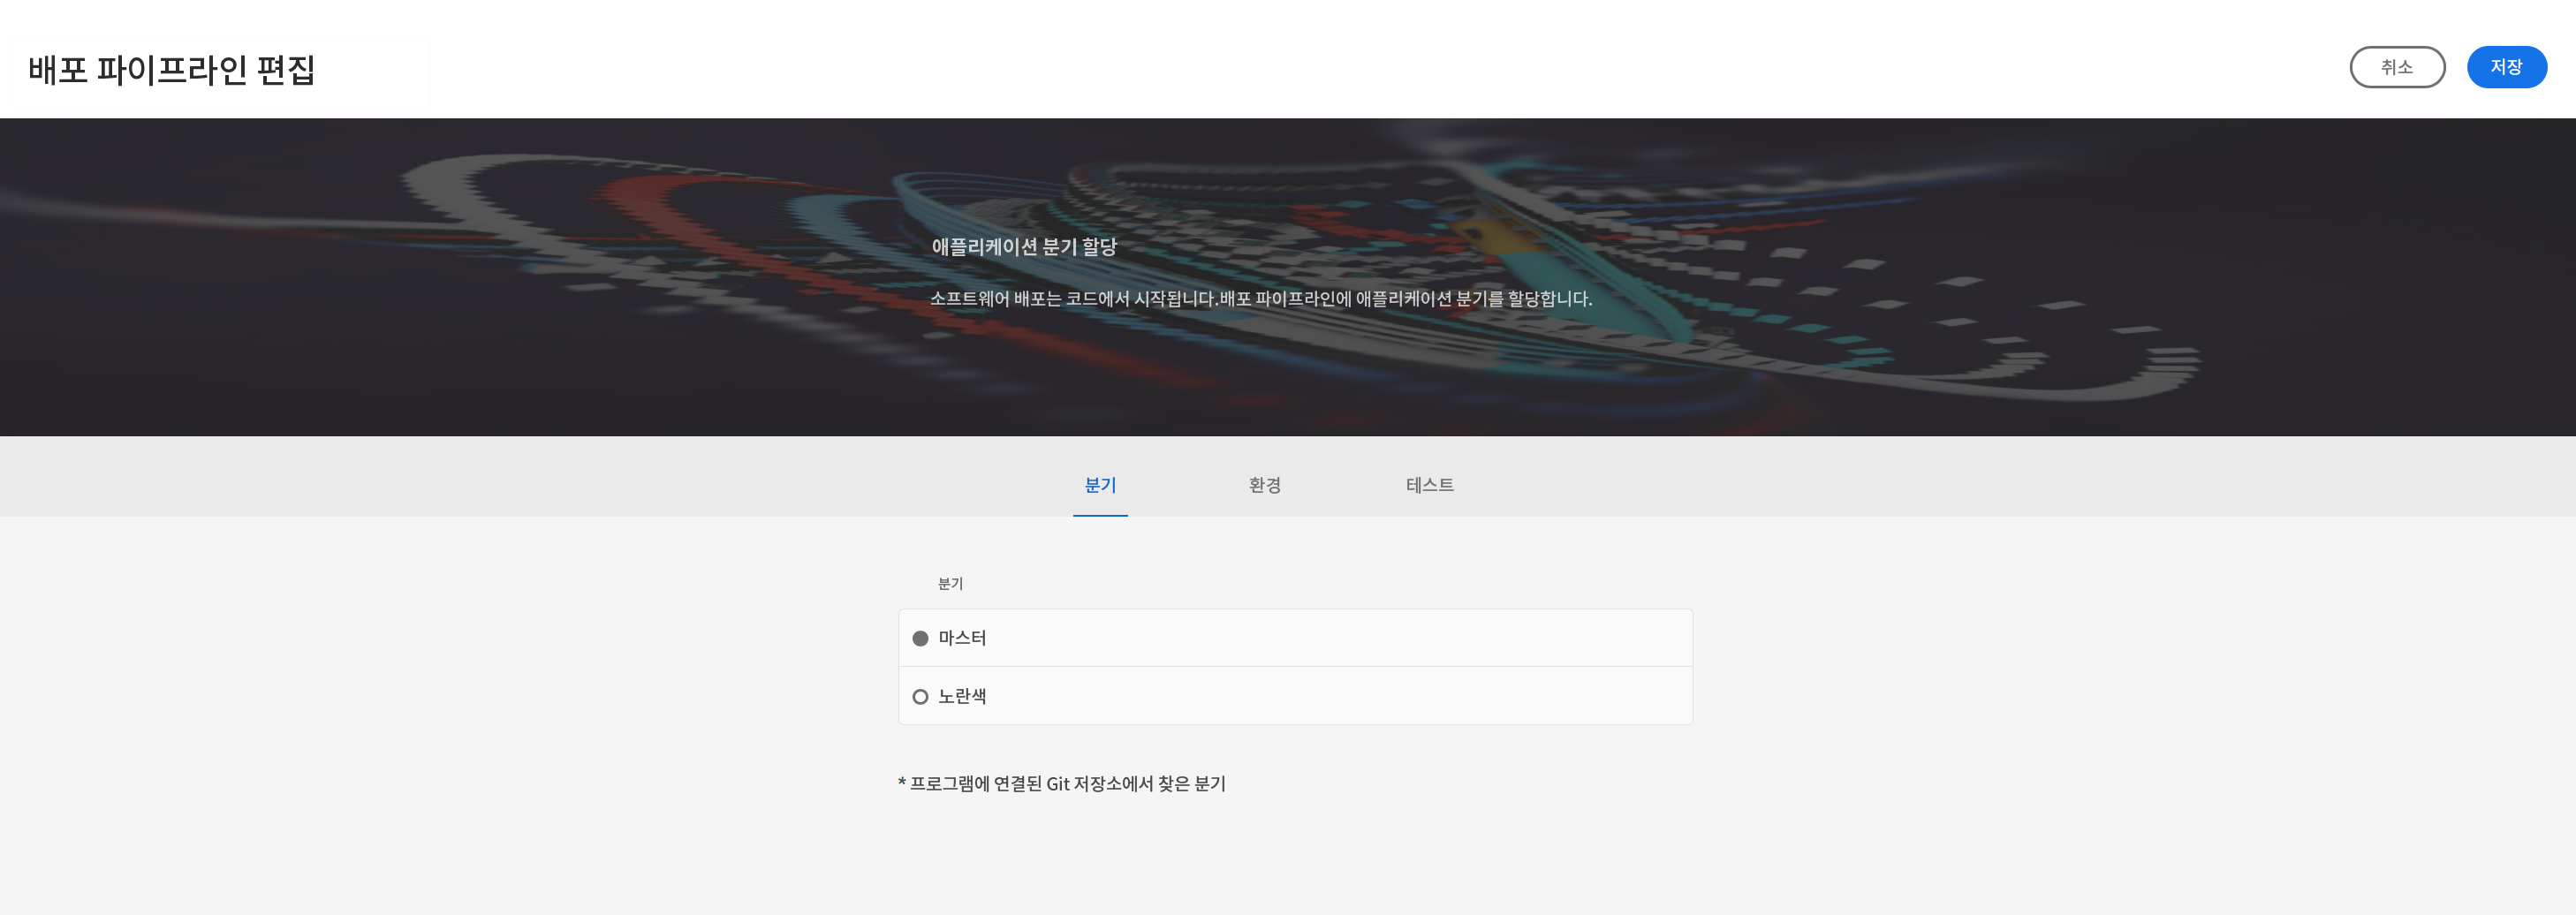 배포 파이프라인 편집
취소
저장
애플리케이션 분기 할당
소프트웨어 배포는 코드에서 시작됩니다.배포 파이프라인에 애플리케이션 분기를 할당합니다.
분기
환경
테스트
분기
마스터
노란색
* 프로그램에 연결된 Git 저장소에서 찾은 분기